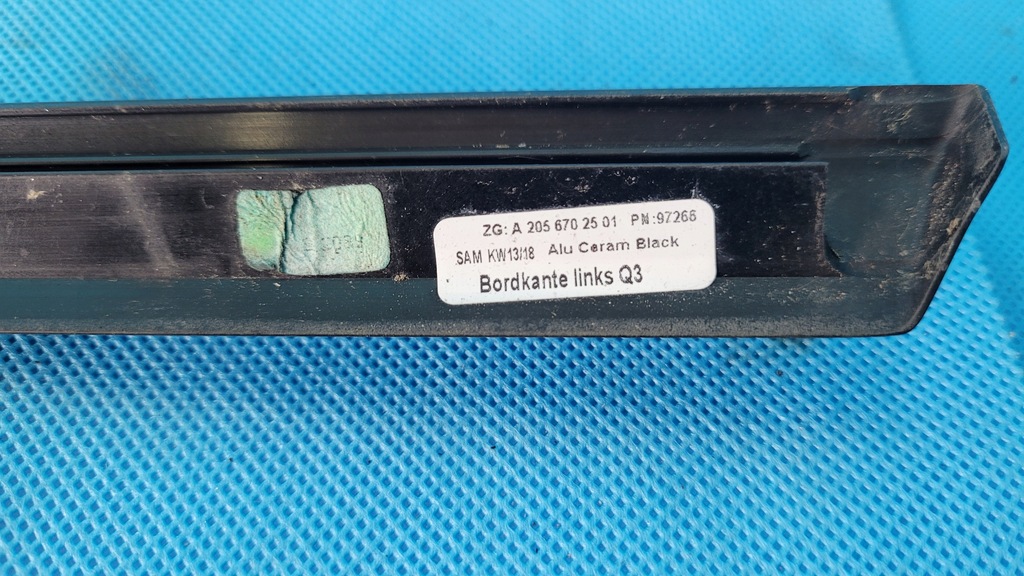 ZG: A 205 670 25 01 PN:97266
SAM KW13/18 Alu Ceram Black
Bordkante links Q3